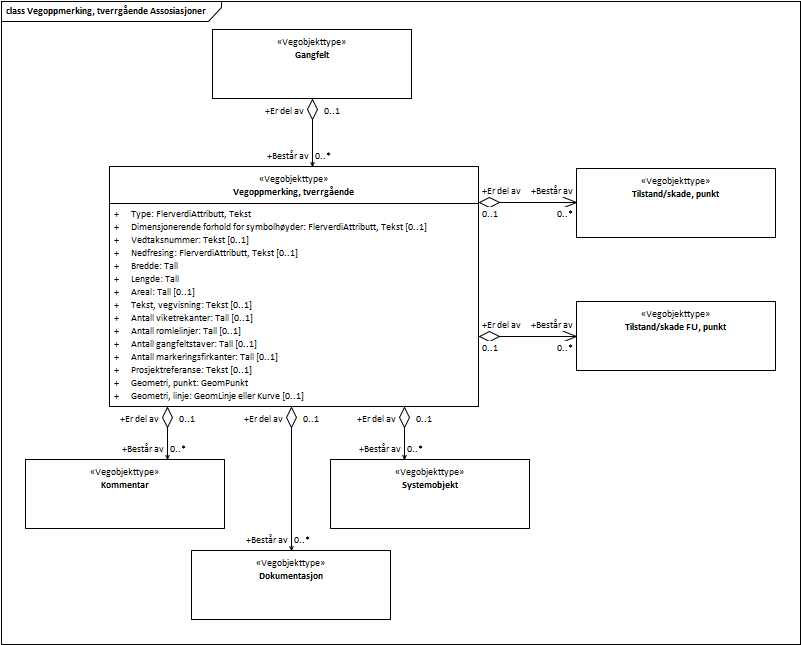 class Vegoppmerking, tverrgående Assosiasjoner
«Vegobjekttype»
Gangfelt
+Er del av 0..1
+Består av 0..*
«Vegobjekttype»
Vegoppmerking, tverrgående
+ Type: FlerverdiAttributt, Tekst
+ Dimensjonerende forhold for symbolhøyder: FlerverdiAttributt, Tekst [0..1]
+ Vedtaksnummer: Tekst [0..1]
+ Nedfresing: FlerverdiAttributt, Tekst [0..1]
+ Bredde: Tall
+ Lengde: Tall
+ Areal: Tall [0..1]
+ Tekst, vegvisning: Tekst [0..1]
+ Antall viketrekanter: Tall [0..1]
+ Antall romlelinjer: Tall [0..1]
+ Antall gangfeltstaver: Tall [0..1]
+ Antall markeringsfirkanter: Tall [0..1]
+ Prosjektreferanse: Tekst [0..1]
+ Geometri, punkt: GeomPunkt
+ Geometri, linje: GeomLinje eller Kurve [0..1]
+Er del av +Består av
0..1 0..*
«Vegobjekttype»
Tilstand/skade, punkt
+Er del av +Består av
0..1 0..*
«Vegobjekttype»
Tilstand/skade FU, punkt
+Er del av 0..1 +Er del av 0..1 +Er del av 0..1
+Består av 0..* +Består av 0..*
«Vegobjekttype»
Kommentar
«Vegobjekttype»
Systemobjekt
+Består av 0..*
«Vegobjekttype»
Dokumentasjon